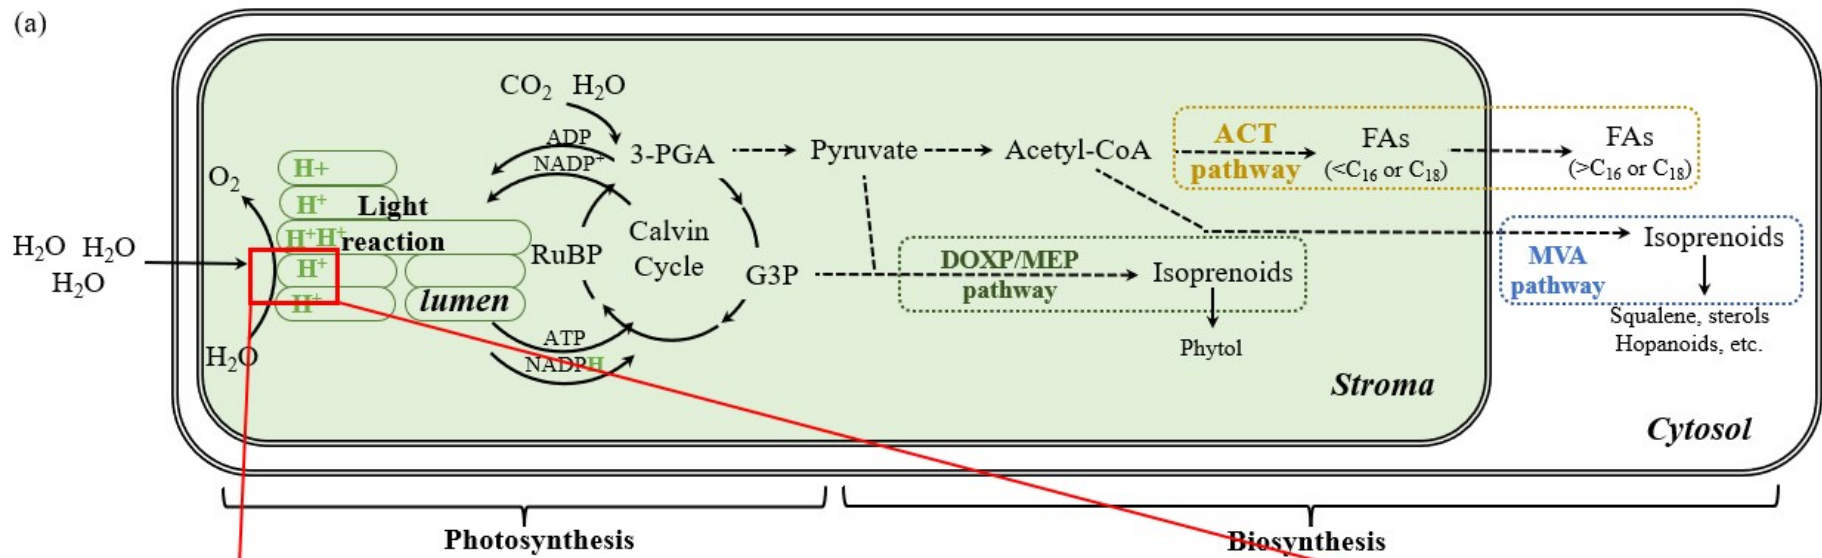 (a)
CO₂ H₂O
ADP
NADP⁺
3-PGA
Pyruvate
Acetyl-CoA
ACT
pathway
FAs
(<C₁₆ or C₁₈)
FAs
(>C₁₆ or C₁₈)
O₂
H+
H⁺
Light
H⁺H⁺
reaction
H⁺
H⁺
lumen
H₂O H₂O
H₂O
H₂O
RuBP
Calvin
Cycle
G3P
ATP
NADPH
DOXP/MEP
pathway
Isoprenoids
Phytol
MVA
pathway
Isoprenoids
Squalene, sterols
Hopanoids, etc.
Stroma
Cytosol
Photosynthesis
Biosynthesis